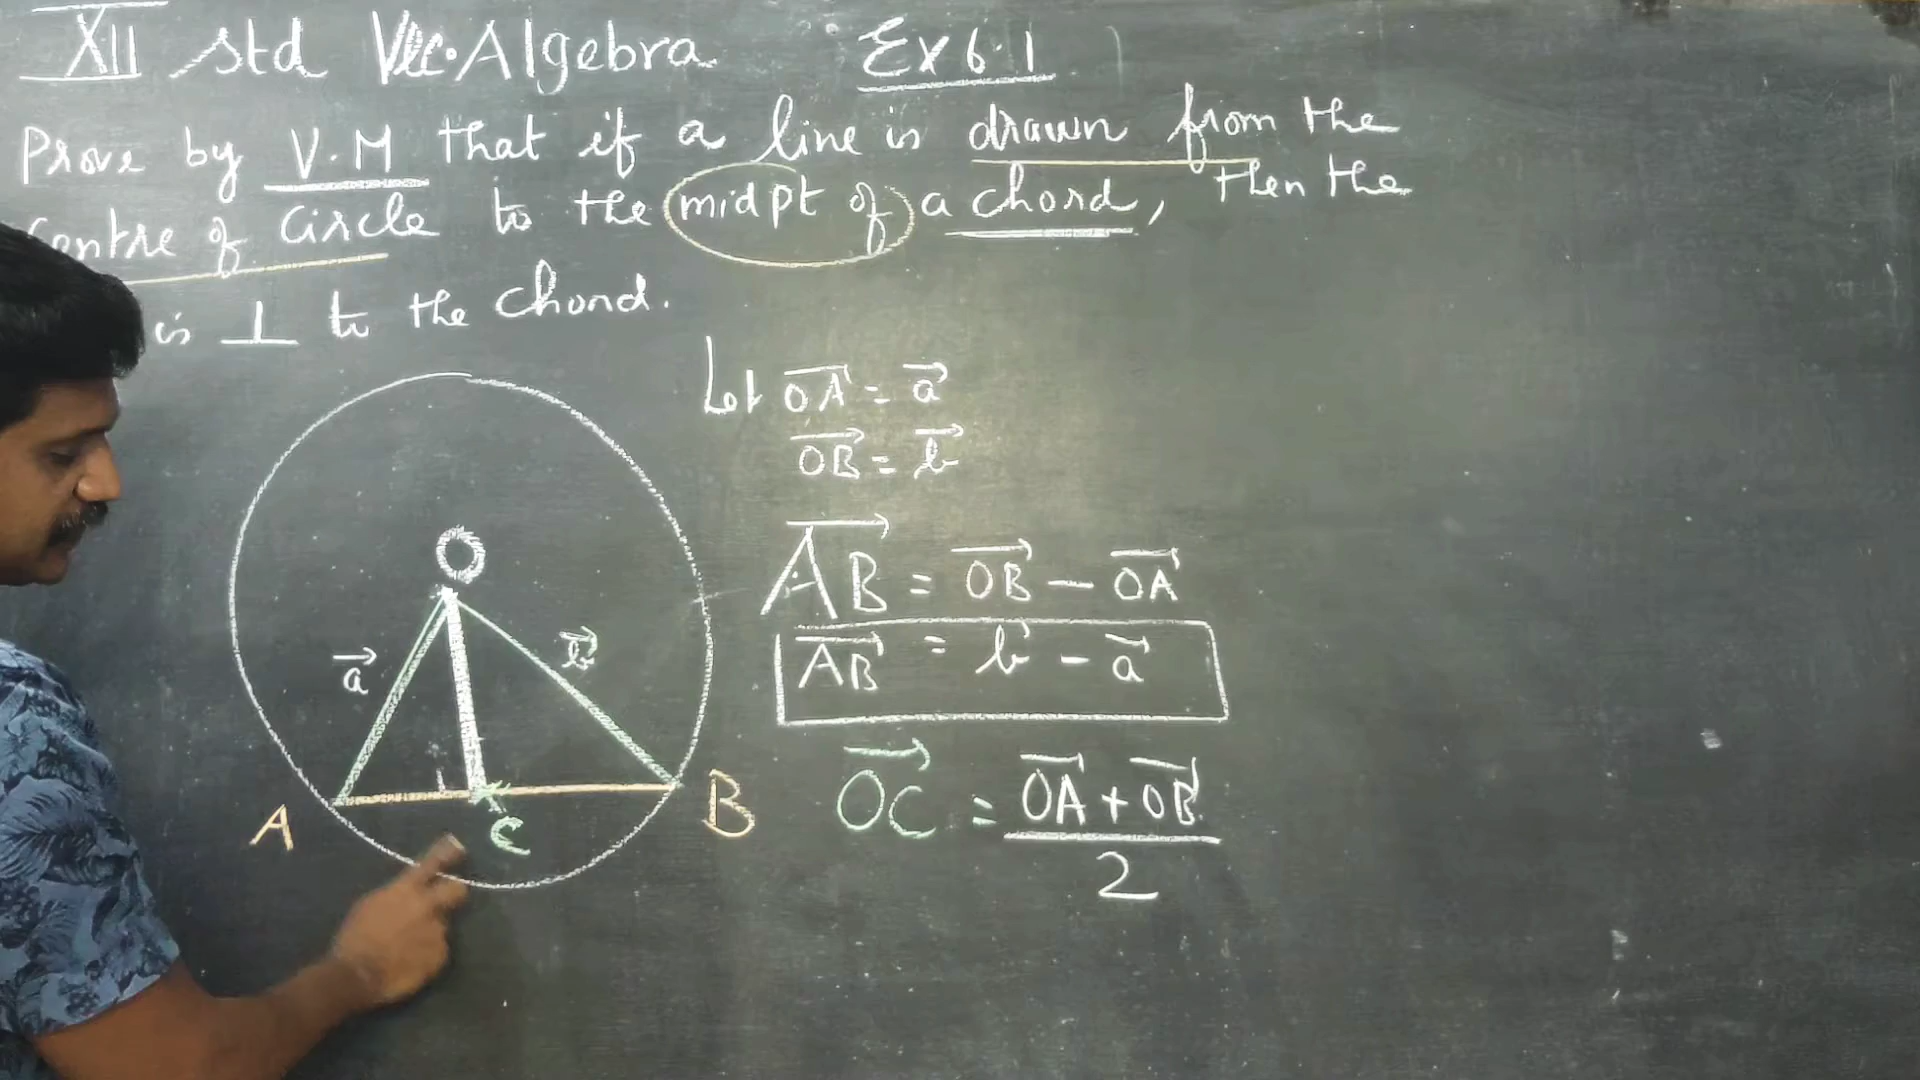 XII std Vec. Algebra Ex 6.1
Prove by V.M that if a line is drawn from the
Centre of Circle to the midpt of a chord, then the
is ⊥ to the chord.
Let OA⃗ = a⃗
OB⃗ = b⃗
AB⃗ = OB⃗ - OA⃗
AB⃗ = b⃗ - a⃗
OC⃗ = OA⃗ + OB⃗
2
O
a⃗ b⃗
A C B